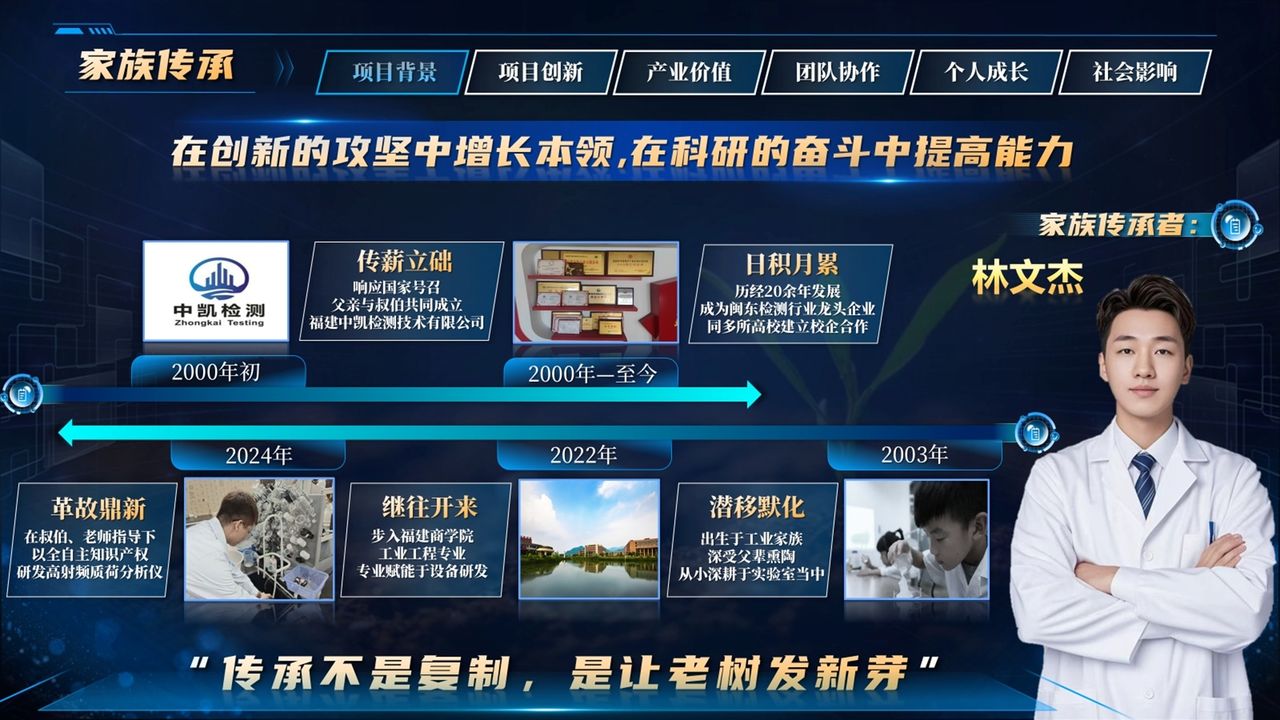 家族传承
项目背景
项目创新
产业价值
团队协作
个人成长
社会影响
在创新的攻坚中增长本领,在科研的奋斗中提高能力
家族传承者：
林文杰
中凯检测
Zhongkai Testing
传薪立础
响应国家号召
父亲与叔伯共同成立
福建中凯检测技术有限公司
日积月累
历经20余年发展
成为闽东检测行业龙头企业
同多所高校建立校企合作
2000年初
2000年—至今
2024年
2022年
2003年
革故鼎新
在叔伯、老师指导下
以全自主知识产权
研发高射频质荷分析仪
继往开来
步入福建商学院
工业工程专业
专业赋能于设备研发
潜移默化
出生于工业家族
深受父辈熏陶
从小深耕于实验室当中
“传承不是复制，是让老树发新芽”